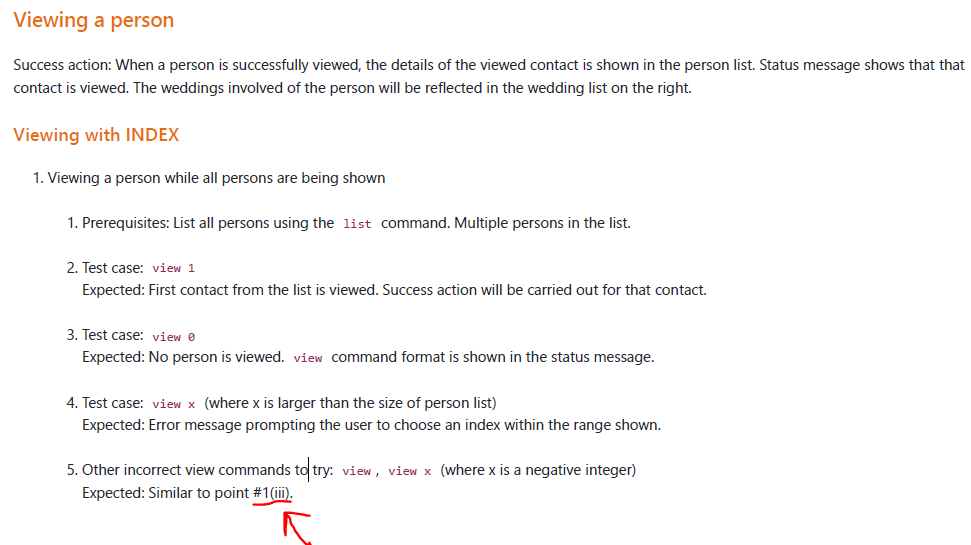 Viewing a person
Success action: When a person is successfully viewed, the details of the viewed contact is shown in the person list. Status message shows that that
contact is viewed. The weddings involved of the person will be reflected in the wedding list on the right.
Viewing with INDEX
1. Viewing a person while all persons are being shown
1. Prerequisites: List all persons using the list command. Multiple persons in the list.
2. Test case: view 1
Expected: First contact from the list is viewed. Success action will be carried out for that contact.
3. Test case: view 0
Expected: No person is viewed. view command format is shown in the status message.
4. Test case: view x (where x is larger than the size of person list)
Expected: Error message prompting the user to choose an index within the range shown.
5. Other incorrect view commands to try: view, view x (where x is a negative integer)
Expected: Similar to point #1(iii).